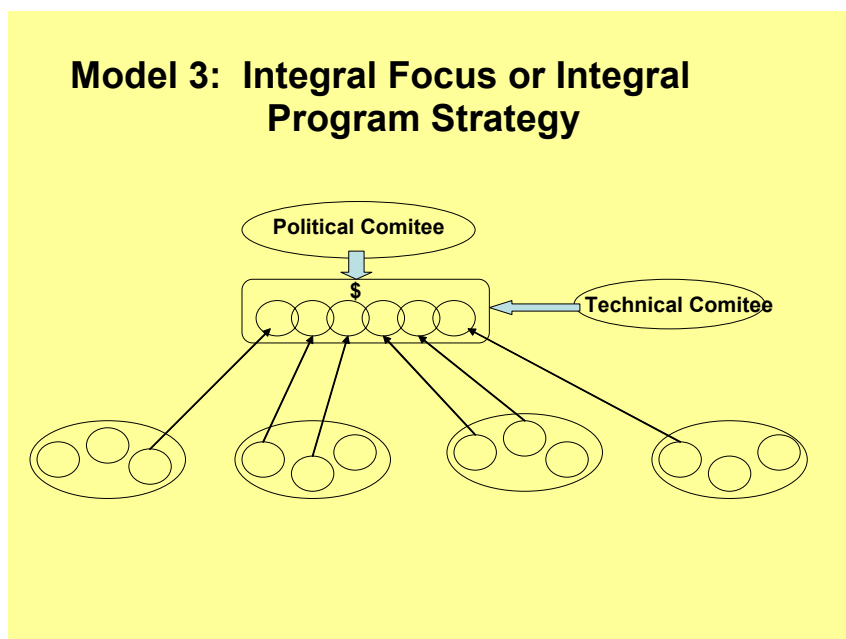 Model 3: Integral Focus or Integral
Program Strategy
Political Comitee
$
Technical Comitee